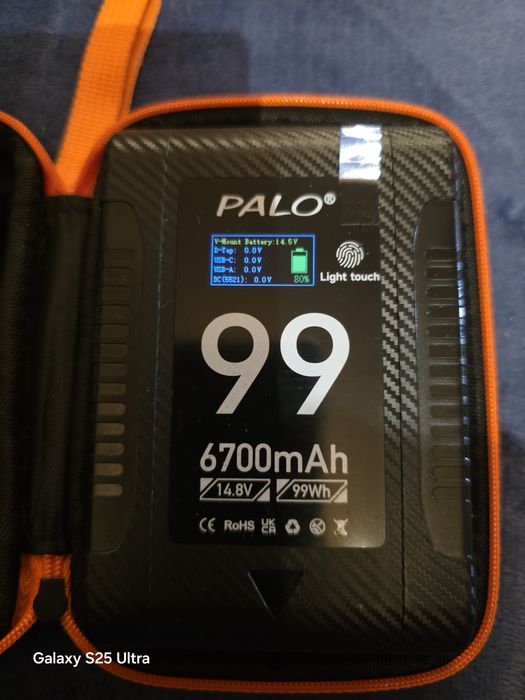 PALO®
V-Mount Battery:14.5V
D-Tap: 0.0V
USB-C: 0.0V
USB-A: 0.0V
DC(5521): 0.0V
80%
Light touch
99
6700mAh
14.8V
99Wh
CE RoHS UK CA
Galaxy S25 Ultra